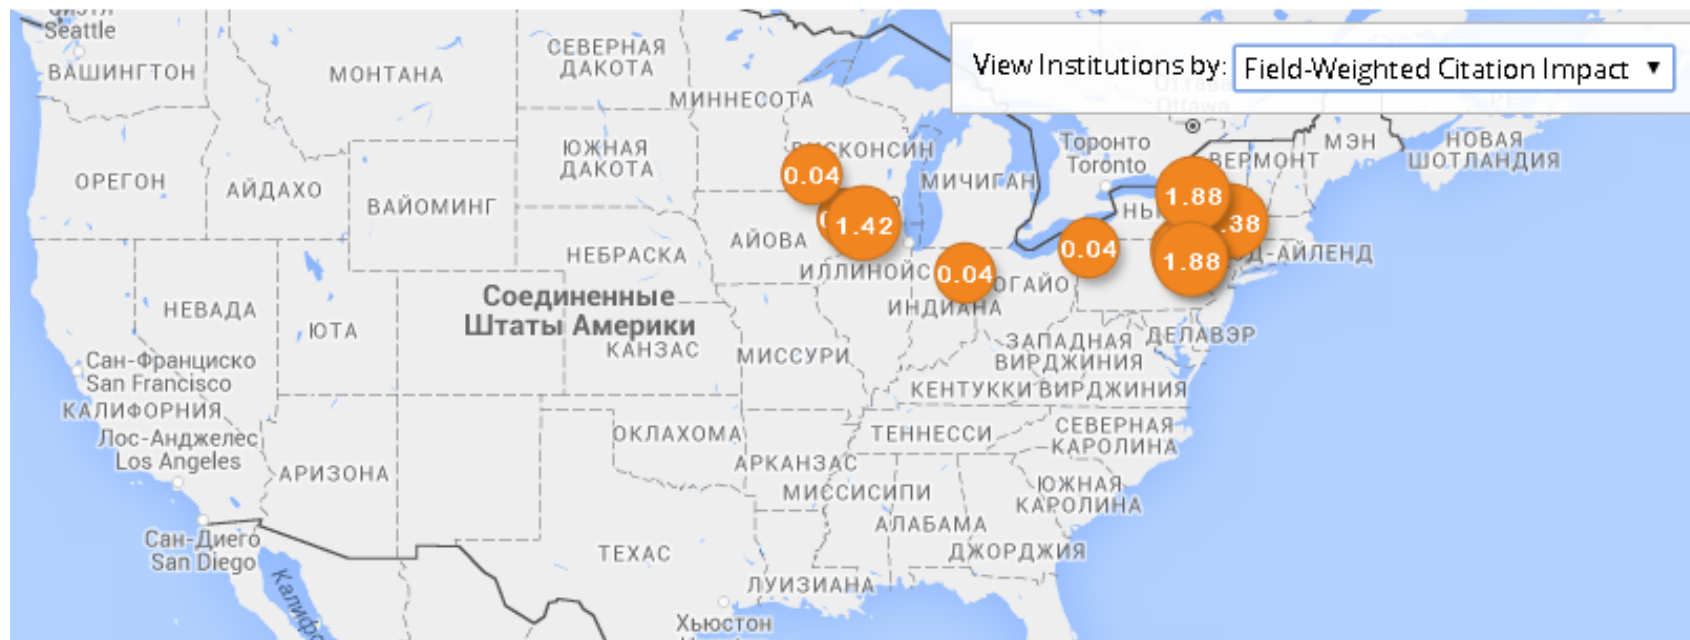 Seattle
ВАШИНГТОН
МОНТАНА
СЕВЕРНАЯ
ДАКОТА
View Institutions by:
Field-Weighted Citation Impact
Ottawa
МИННЕСОТА
ОРЕГОН
АЙДАХО
ЮЖНАЯ
ДАКОТА
ВАЙОМИНГ
Торонто
Toronto
ВЕРМОНТ
МЭН
НОВАЯ
ШОТЛАНДИЯ
0.04
МИЧИГАН
1.88
.38
1.42
АЙОВА
НЕБРАСКА
0.04
1.88
Д-АЙЛЕНД
ИЛЛИНОЙС
0.04
ОГАЙО
ИНДИАНА
НЕВАДА
ЮТА
Соединенные
Штаты Америки
КАНЗАС
МИССУРИ
ЗАПАДНАЯ
ВИРДЖИНИЯ
ДЕЛАВЭР
Сан-Франциско
San Francisco
КЕНТУККИ
ВИРДЖИНИЯ
КАЛИФОРНИЯ
Лос-Анджелес
Los Angeles
ОКЛАХОМА
ТЕННЕССИ
СЕВЕРНАЯ
КАРОЛИНА
АРИЗОНА
АРКАНЗАС
МИССИСИПИ
ЮЖНАЯ
КАРОЛИНА
АЛАБАМА
Сан-Диего
San Diego
ТЕХАС
ДЖОРДЖИЯ
ЛУИЗИАНА
Хьюстон